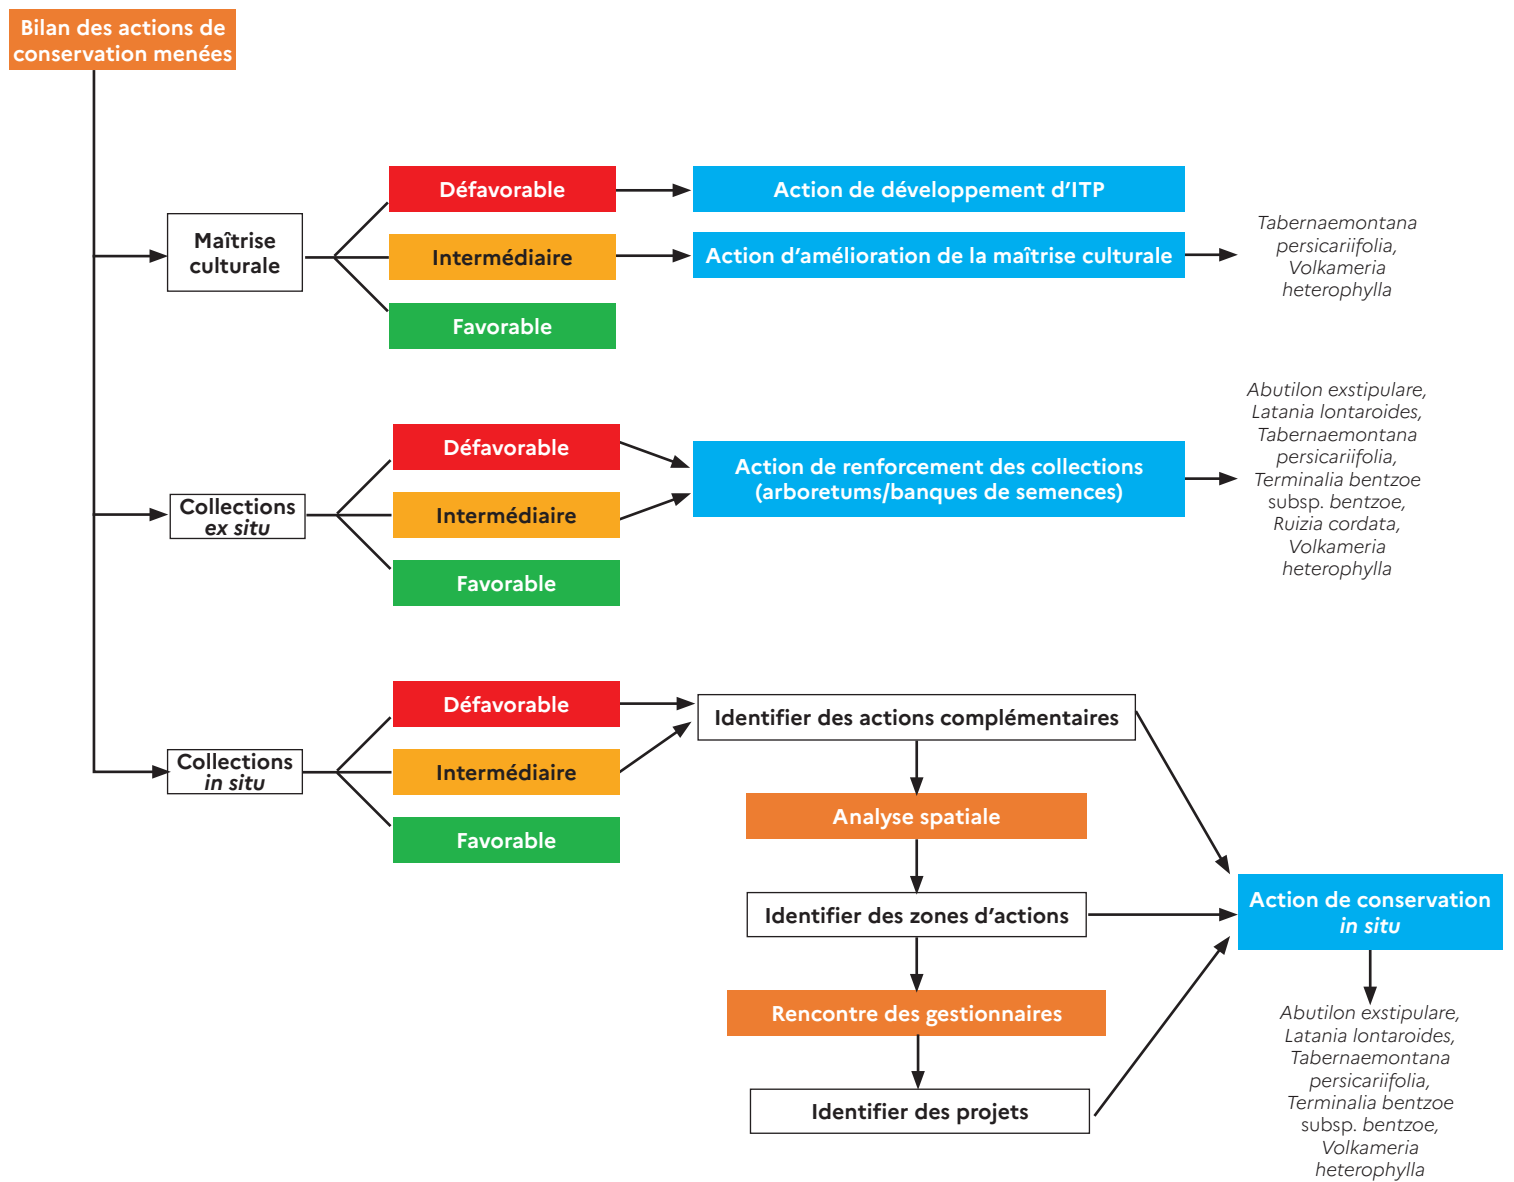 Bilan des actions de
conservation menées
Maîtrise
culturale
Défavorable
Intermédiaire
Favorable
Action de développement d'ITP
Action d'amélioration de la maîtrise culturale
Tabernaemontana
persicariifolia,
Volkameria
heterophylla
Collections
ex situ
Défavorable
Intermédiaire
Favorable
Action de renforcement des collections
(arboretums/banques de semences)
Abutilon exstipulare,
Latania lontaroides,
Tabernaemontana
persicariifolia,
Terminalia bentzoe
subsp. bentzoe,
Ruizia cordata,
Volkameria
heterophylla
Collections
in situ
Défavorable
Intermédiaire
Favorable
Identifier des actions complémentaires
Analyse spatiale
Identifier des zones d'actions
Rencontre des gestionnaires
Identifier des projets
Action de conservation
in situ
Abutilon exstipulare,
Latania lontaroides,
Tabernaemontana
persicariifolia,
Terminalia bentzoe
subsp. bentzoe,
Volkameria
heterophylla